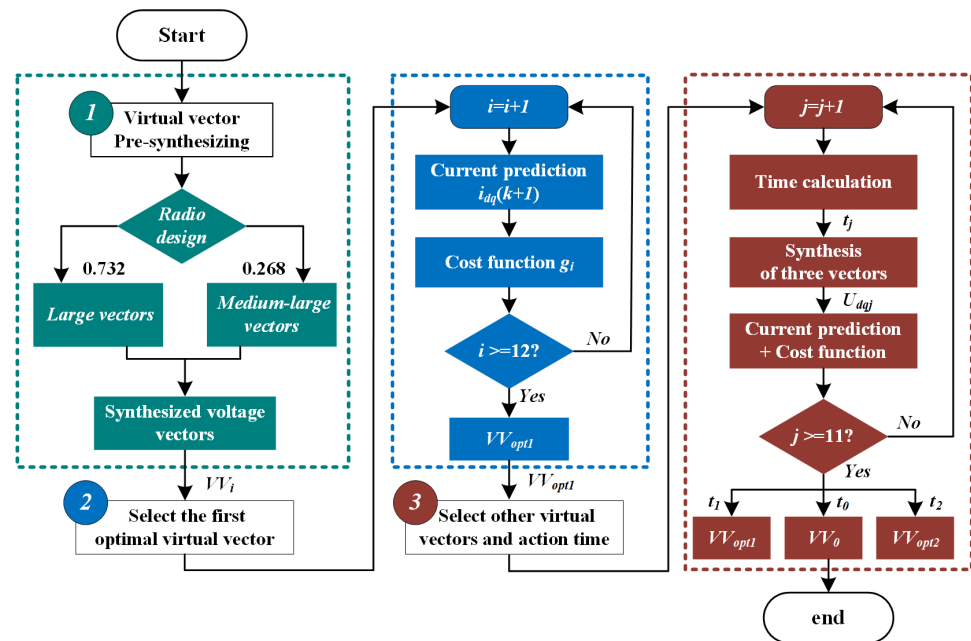 Start
1
Virtual vector
Pre-synthesizing
Radio
design
0.732
0.268
Large vectors
Medium-large
vectors
Synthesized voltage
vectors
VVi
2
Select the first
optimal virtual vector
i=i+1
Current prediction
idq(k+1)
Cost function gi
i >=12?
No
Yes
VVopt1
VVopt1
3
Select other virtual
vectors and action time
j=j+1
Time calculation
tj
Synthesis
of three vectors
Udqj
Current prediction
+ Cost function
j >=11?
No
Yes
t1
t0
t2
VVopt1
VV0
VVopt2
end